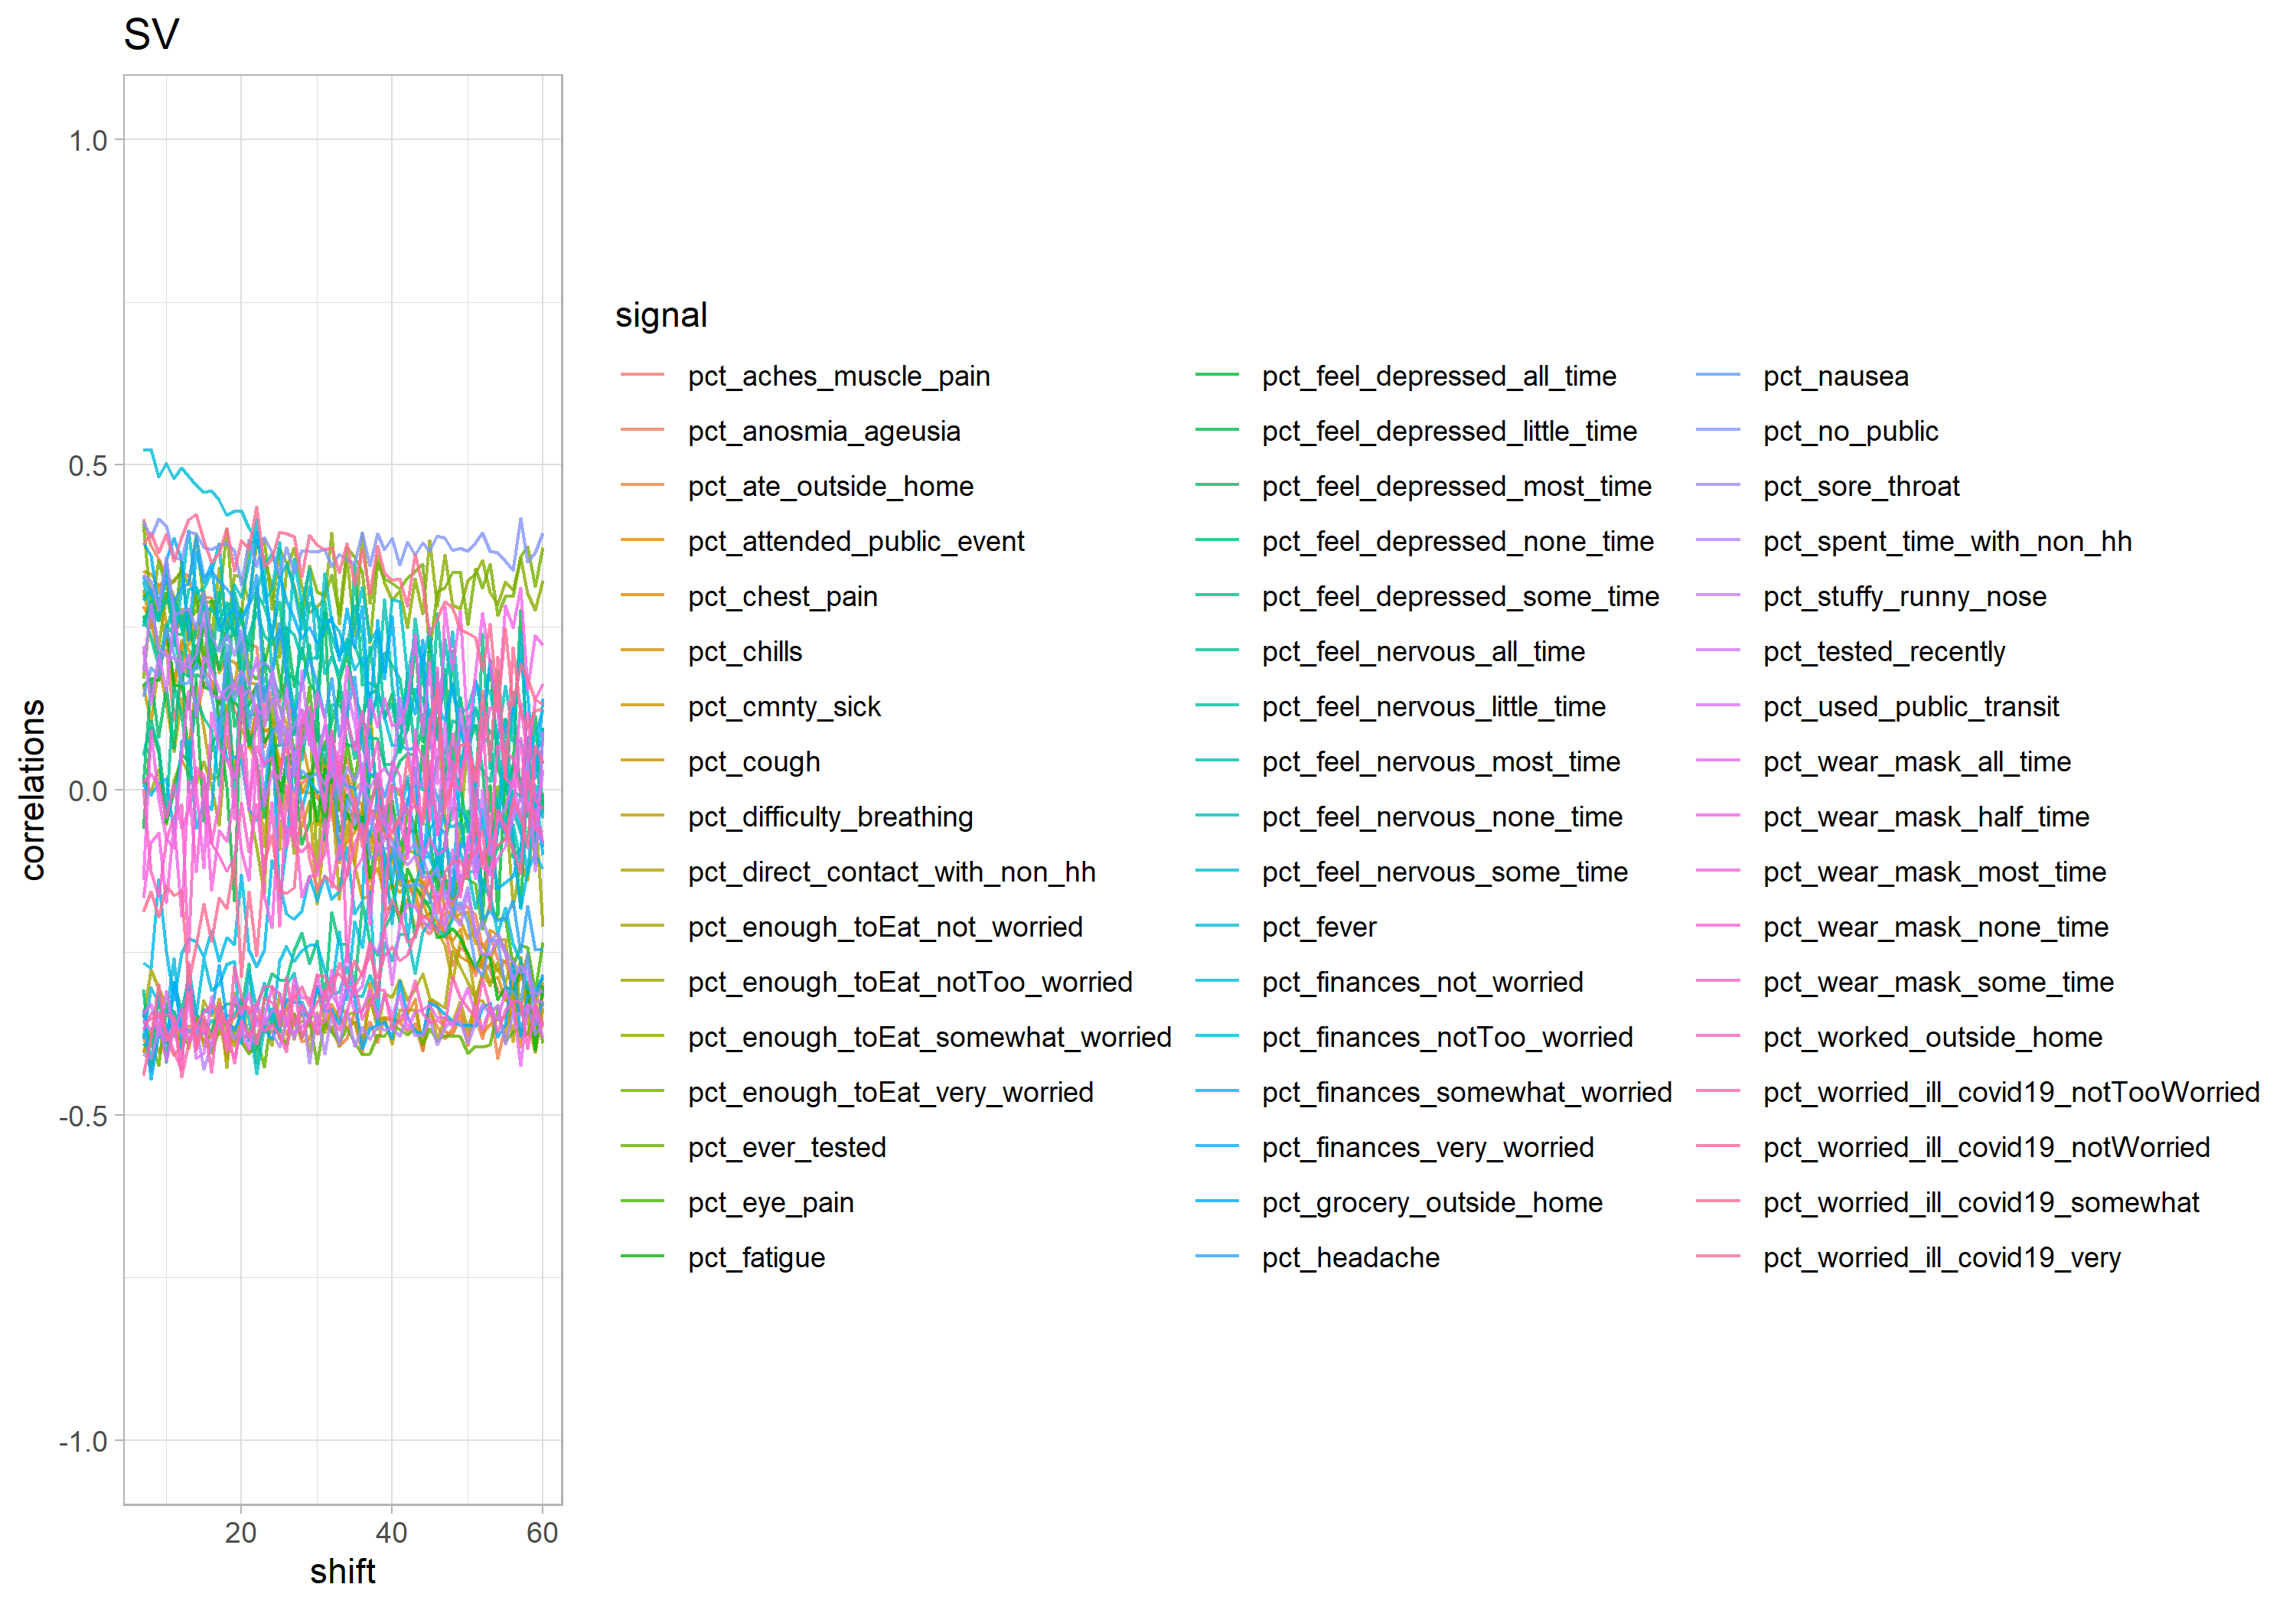 SV
1.0
0.5
0.0
-0.5
-1.0
correlations
20 40 60
shift
signal
pct_aches_muscle_pain
pct_anosmia_ageusia
pct_ate_outside_home
pct_attended_public_event
pct_chest_pain
pct_chills
pct_cmnty_sick
pct_cough
pct_difficulty_breathing
pct_direct_contact_with_non_hh
pct_enough_toEat_not_worried
pct_enough_toEat_notToo_worried
pct_enough_toEat_somewhat_worried
pct_enough_toEat_very_worried
pct_ever_tested
pct_eye_pain
pct_fatigue
pct_feel_depressed_all_time
pct_feel_depressed_little_time
pct_feel_depressed_most_time
pct_feel_depressed_none_time
pct_feel_depressed_some_time
pct_feel_nervous_all_time
pct_feel_nervous_little_time
pct_feel_nervous_most_time
pct_feel_nervous_none_time
pct_feel_nervous_some_time
pct_fever
pct_finances_not_worried
pct_finances_notToo_worried
pct_finances_somewhat_worried
pct_finances_very_worried
pct_grocery_outside_home
pct_headache
pct_nausea
pct_no_public
pct_sore_throat
pct_spent_time_with_non_hh
pct_stuffy_runny_nose
pct_tested_recently
pct_used_public_transit
pct_wear_mask_all_time
pct_wear_mask_half_time
pct_wear_mask_most_time
pct_wear_mask_none_time
pct_wear_mask_some_time
pct_worked_outside_home
pct_worried_ill_covid19_notTooWorried
pct_worried_ill_covid19_notWorried
pct_worried_ill_covid19_somewhat
pct_worried_ill_covid19_very